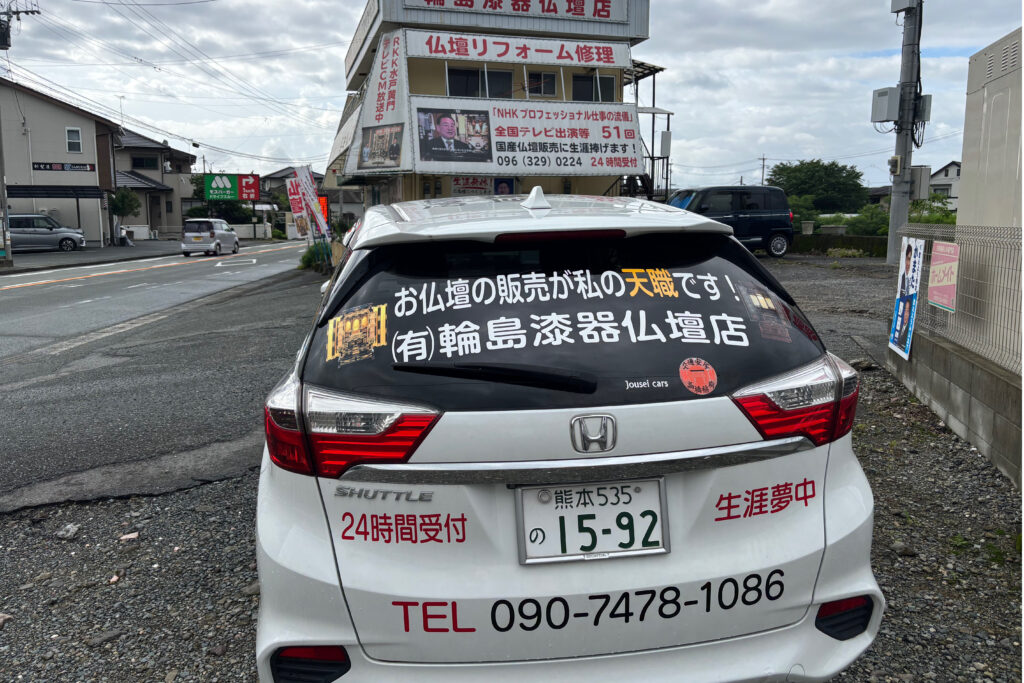 輪島漆器仏壇店
仏壇リフォーム修理
RKK水戸黄門
テレビCM放送中
「NHKプロフェッショナル仕事の流儀」
全国テレビ出演等 51回
国産仏壇販売に生涯捧げます!
096(329)0224 24時間受付
モスバーガー
お仏壇の販売が私の天職です!
(有)輪島漆器仏壇店
Jousei cars
SHUTTLE
熊本535
の 15-92
24時間受付
生涯夢中
TEL 090-7478-1086